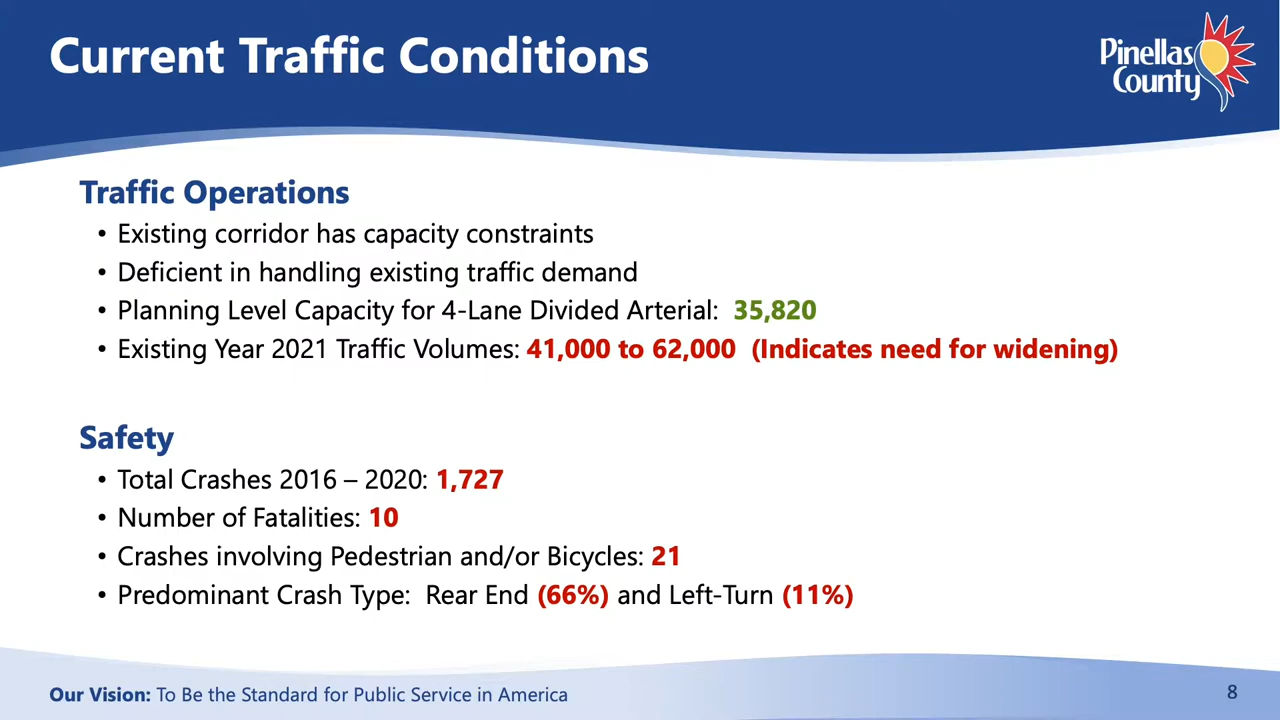 Current Traffic Conditions
Pinellas
County
Traffic Operations
• Existing corridor has capacity constraints
• Deficient in handling existing traffic demand
• Planning Level Capacity for 4-Lane Divided Arterial: 35,820
• Existing Year 2021 Traffic Volumes: 41,000 to 62,000 (Indicates need for widening)
Safety
• Total Crashes 2016 – 2020: 1,727
• Number of Fatalities: 10
• Crashes involving Pedestrian and/or Bicycles: 21
• Predominant Crash Type: Rear End (66%) and Left-Turn (11%)
Our Vision: To Be the Standard for Public Service in America
8